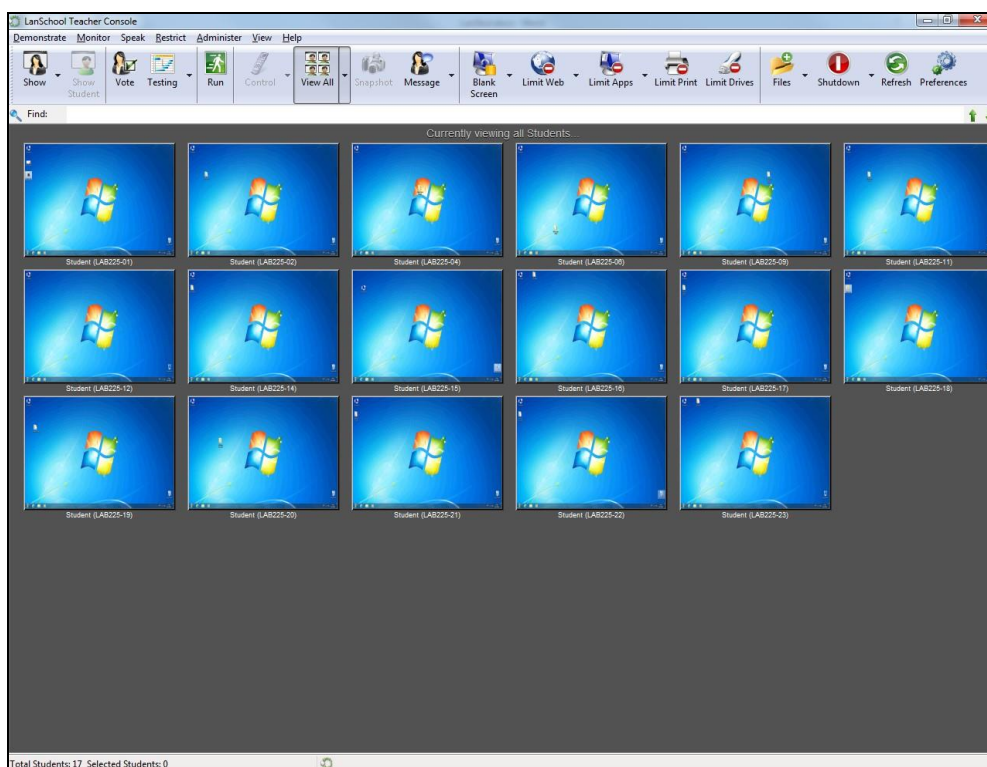 LanSchool Teacher Console
Demonstrate Monitor Speak Restrict Administer View Help
Show
Show Student
Vote
Testing
Run
Control
View All
Snapshot
Message
Blank Screen
Limit Web
Limit Apps
Limit Print
Limit Drives
Files
Shutdown
Refresh
Preferences
Find:
Currently viewing all Students...
Student (LAB225-01) Student (LAB225-02) Student (LAB225-04) Student (LAB225-06) Student (LAB225-09) Student (LAB225-11)
Student (LAB225-12) Student (LAB225-14) Student (LAB225-15) Student (LAB225-16) Student (LAB225-17) Student (LAB225-18)
Student (LAB225-19) Student (LAB225-20) Student (LAB225-21) Student (LAB225-22) Student (LAB225-23)
Total Students: 17 Selected Students: 0